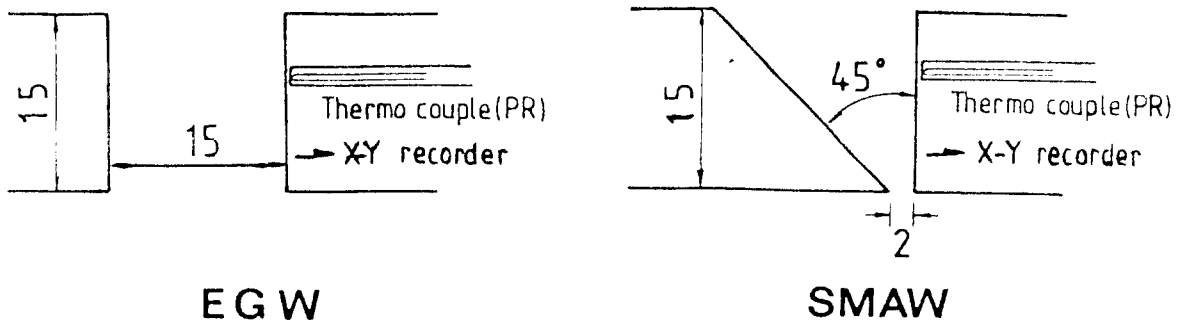 15
15
Thermo couple(PR)
→ X-Y recorder
EGW
15
45°
Thermo couple(PR)
→ X-Y recorder
2
SMAW